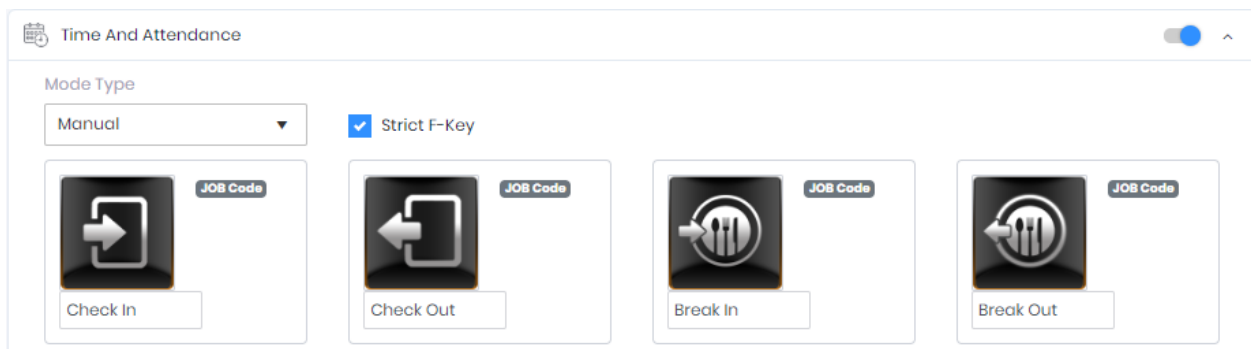 Time And Attendance
Mode Type
Manual
Strict F-Key
JOB Code
JOB Code
JOB Code
JOB Code
Check In
Check Out
Break In
Break Out